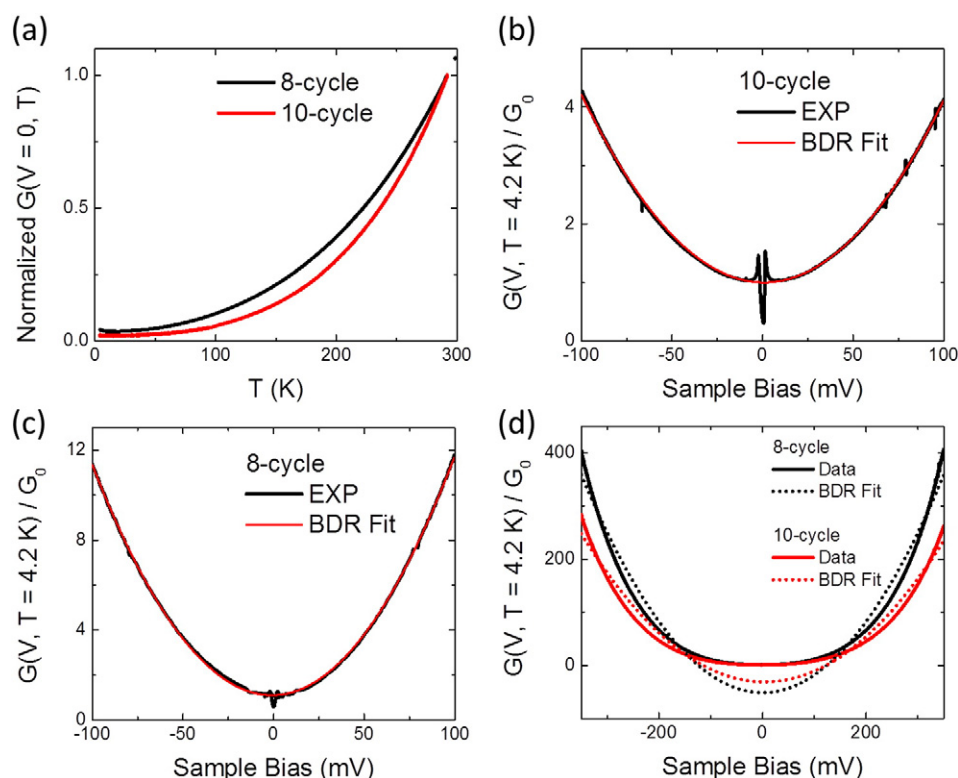 (a)
1.0
0.5
0.0
Normalized G(V = 0, T)
8-cycle
10-cycle
0 100 200 300
T (K)
(b)
4
2
0
G(V, T = 4.2 K) / G₀
10-cycle
EXP
BDR Fit
-100 -50 0 50 100
Sample Bias (mV)
(c)
12
8
4
0
G(V, T = 4.2 K) / G₀
8-cycle
EXP
BDR Fit
-100 -50 0 50 100
Sample Bias (mV)
(d)
400
200
0
G(V, T = 4.2 K) / G₀
8-cycle
Data
BDR Fit
10-cycle
Data
BDR Fit
-200 0 200
Sample Bias (mV)